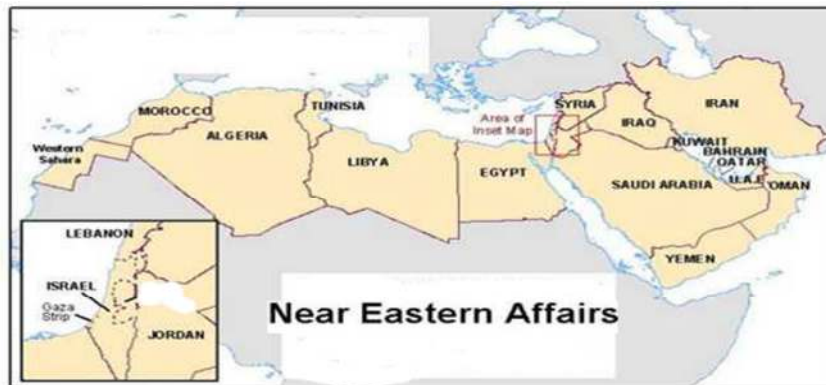 MOROCCO
TUNISIA
ALGERIA
Western
Sahara
LIBYA
EGYPT
Area of
Inset Map
SYRIA
IRAQ
IRAN
KUWAIT
BAHRAIN
QATAR
U.A.E
OMAN
SAUDI ARABIA
YEMEN
LEBANON
ISRAEL
Gaza
Strip
JORDAN
Near Eastern Affairs